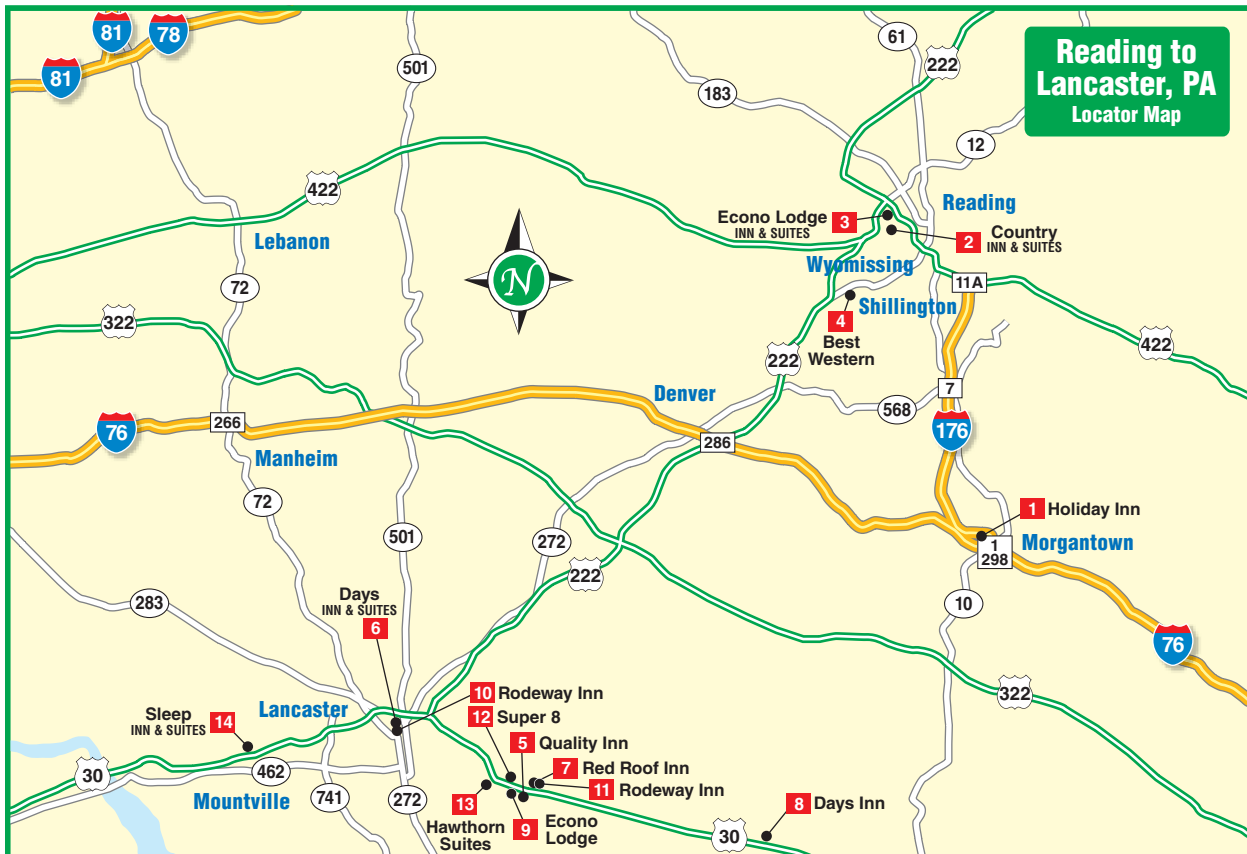 Reading to
Lancaster, PA
Locator Map
81
78
81
501
61
222
183
12
422
Lebanon
Econo Lodge
INN & SUITES
3
Reading
2
Country
INN & SUITES
Wyomissing
11A
72
Shillington
322
4
Best
Western
222
422
Denver
7
568
266
76
286
176
Manheim
72
501
272
1
Holiday Inn
1
298
Morgantown
222
283
Days
INN & SUITES
6
10
76
322
Lancaster
10
Rodeway Inn
Sleep
INN & SUITES
14
12
Super 8
5
Quality Inn
30
462
7
Red Roof Inn
11
Rodeway Inn
Mountville
741
272
13
Hawthorn
Suites
9
Econo
Lodge
8
Days Inn
30
N